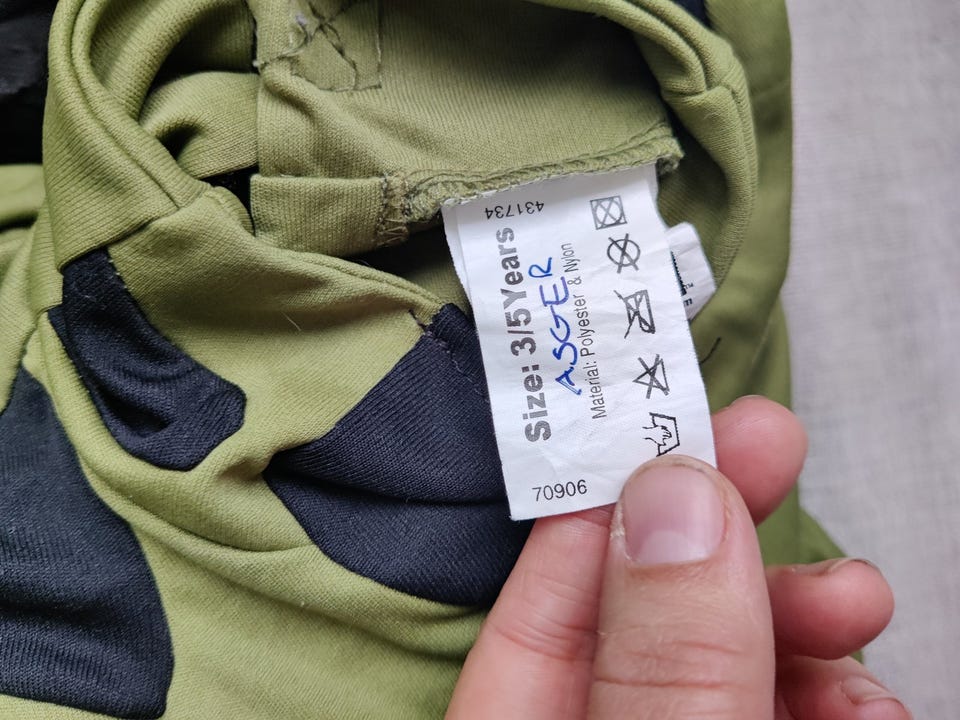 431734
Size: 3/5Years
ASGER
Material: Polyester & Nylon
70906